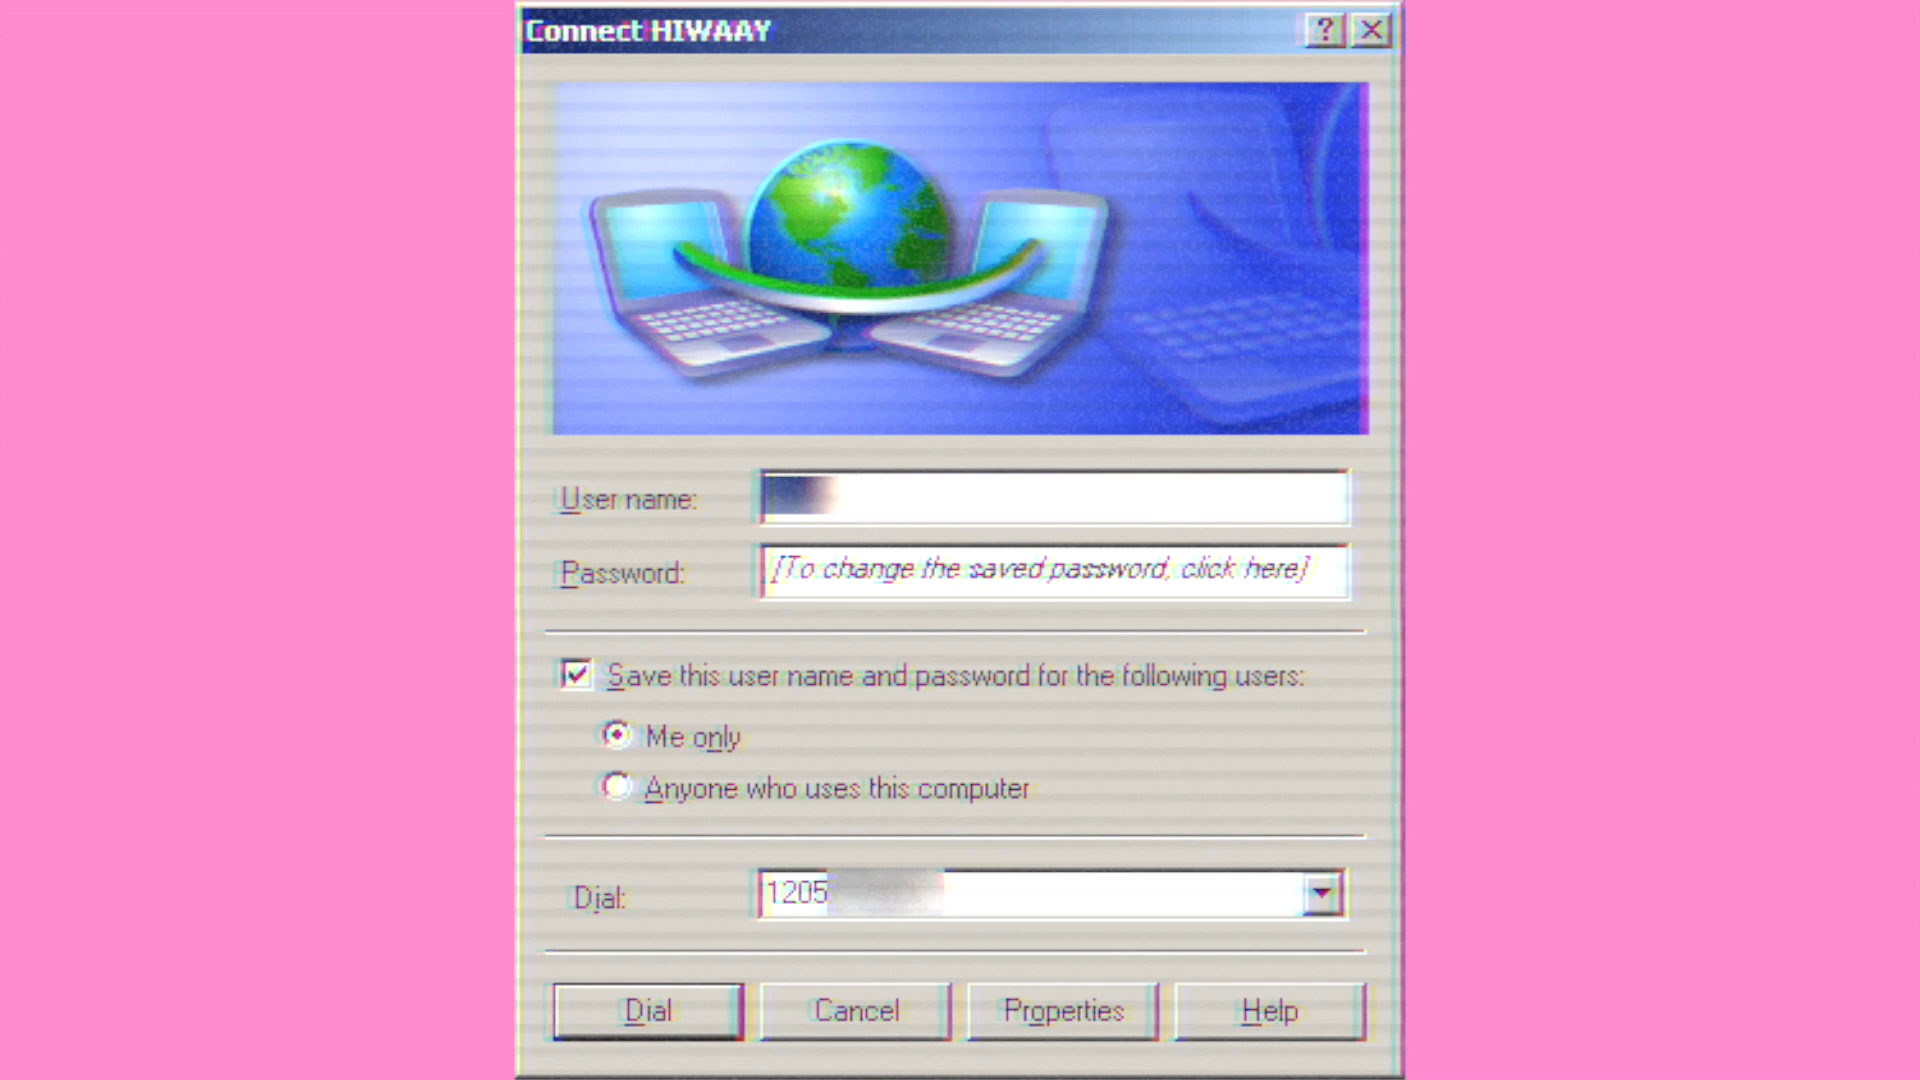 Connect HIWAAY
User name:
Password: [To change the saved password, click here]
Save this user name and password for the following users:
Me only
Anyone who uses this computer
Dial: 1205
Dial Cancel Properties Help